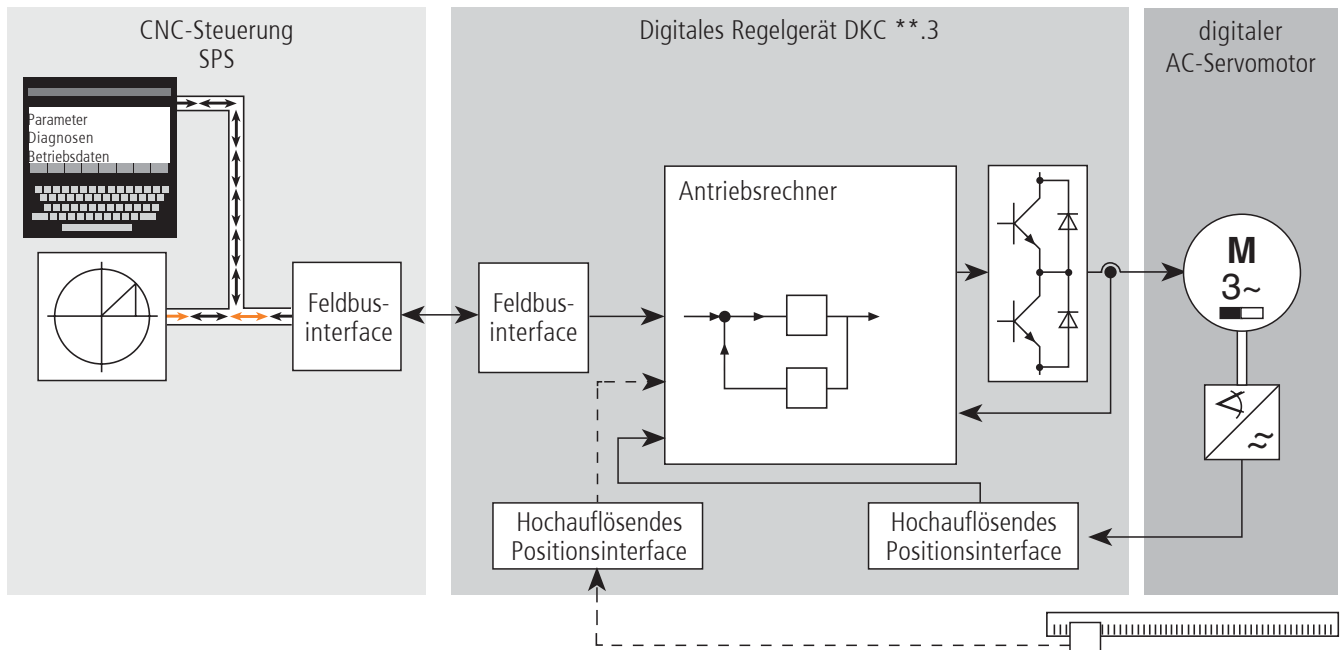 CNC-Steuerung
SPS
Digitales Regelgerät DKC **.3
digitaler
AC-Servomotor
Parameter
Diagnosen
Betriebsdaten
Antriebsrechner
Feldbus-
interface
Feldbus-
interface
M
3~
Hochauflösendes
Positionsinterface
Hochauflösendes
Positionsinterface